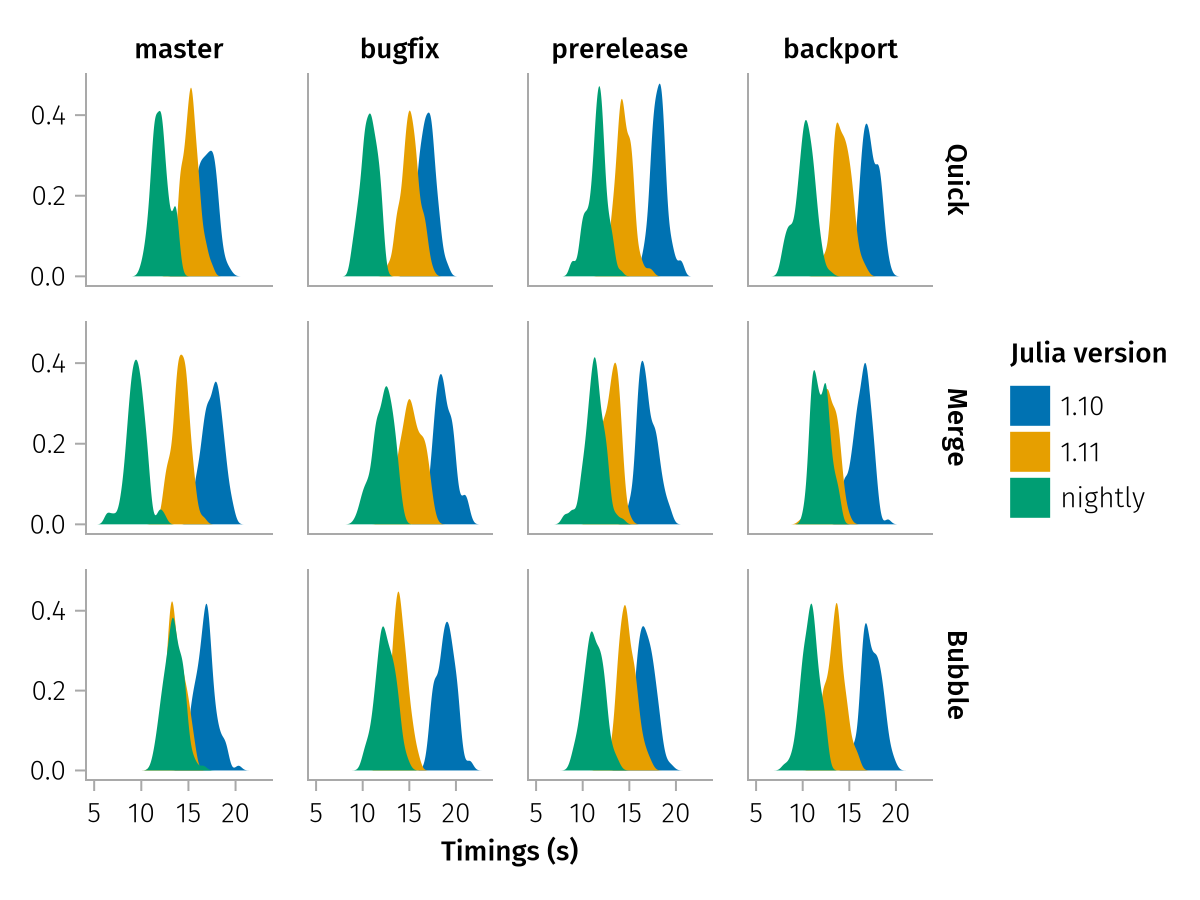 master bugfix prerelease backport
0.4
0.2
0.0
Quick
0.4
0.2
0.0
Merge
0.4
0.2
0.0
Bubble
5 10 15 20 5 10 15 20 5 10 15 20 5 10 15 20
Timings (s)
Julia version
1.10
1.11
nightly